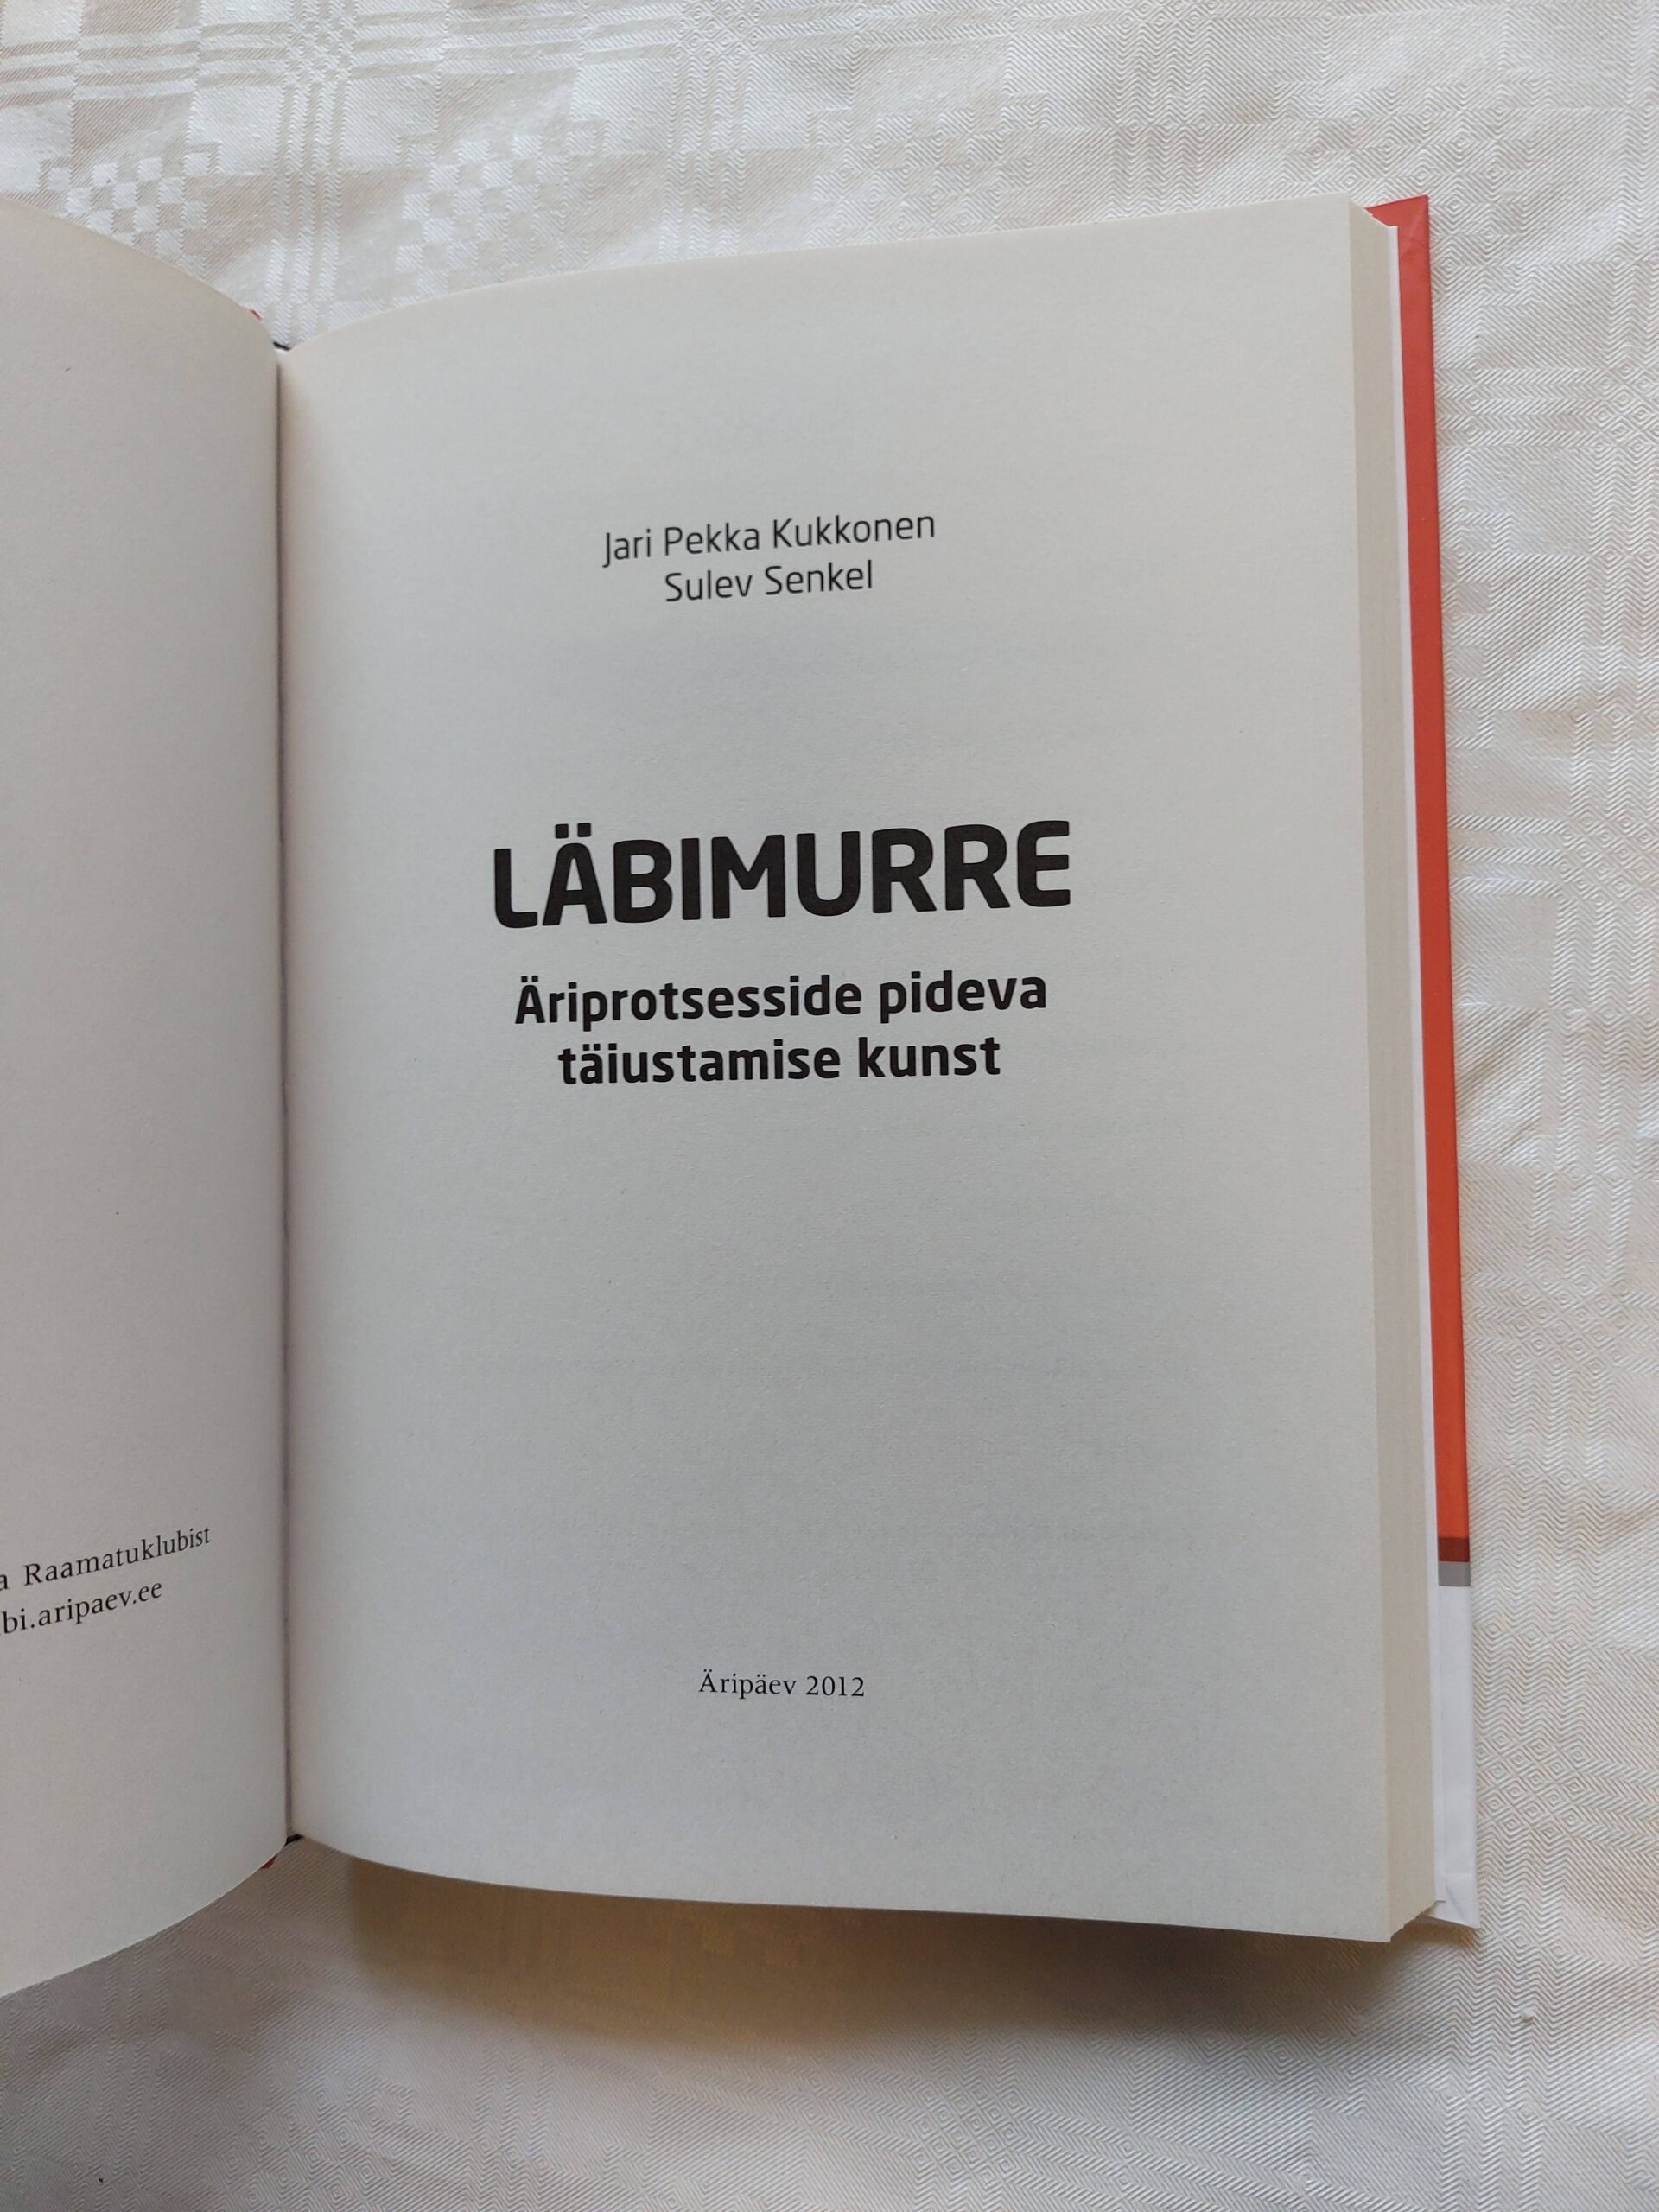 a Raamatuklubist
bi.aripaev.ee
Jari Pekka Kukkonen
Sulev Senkel
LÄBIMURRE
Äriprotsesside pideva
täiustamise kunst
Äripäev 2012